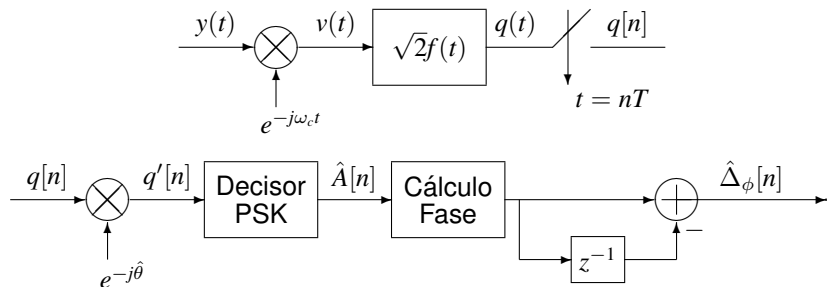 y(t) v(t) √2f(t) q(t) q[n]
t = nT
e^{-jω_c t}
q[n] q′[n] Decisor PSK Â[n] Cálculo Fase Δ̂_ϕ[n]
−
z^{-1}
e^{-jθ̂}